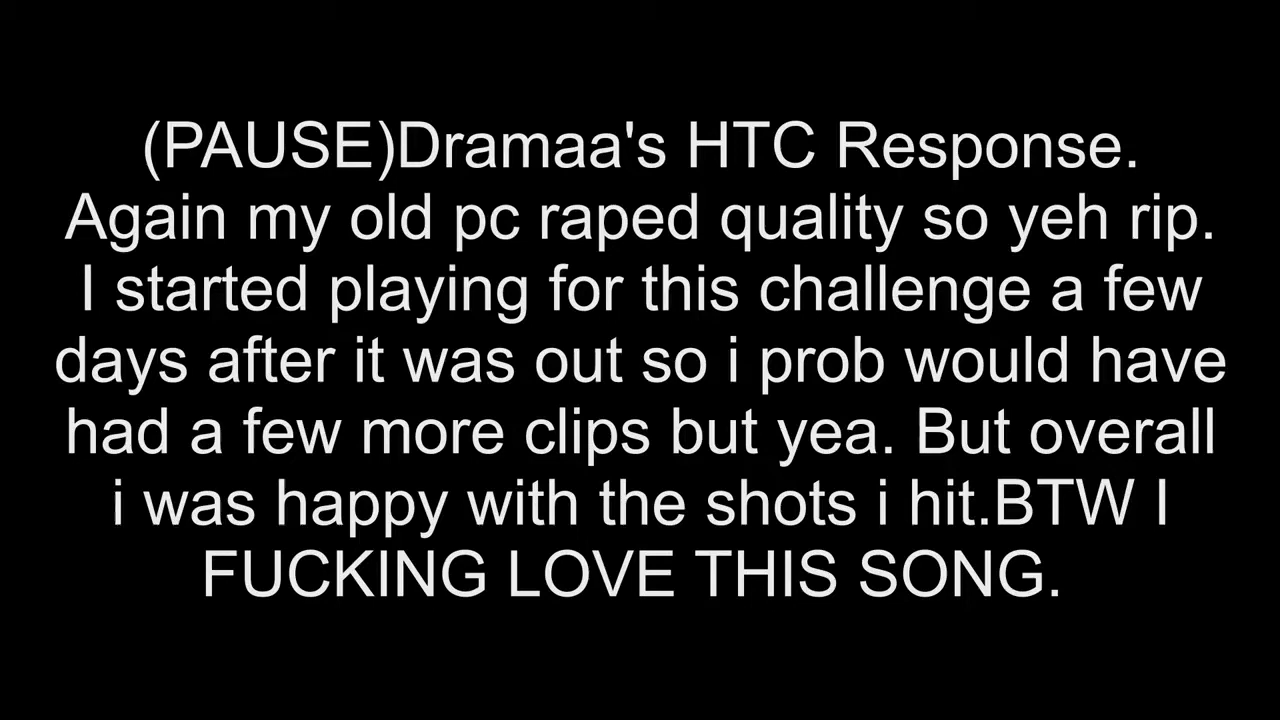 (PAUSE)Dramaa's HTC Response.
Again my old pc raped quality so yeh rip.
I started playing for this challenge a few
days after it was out so i prob would have
had a few more clips but yea. But overall
i was happy with the shots i hit.BTW I
FUCKING LOVE THIS SONG.